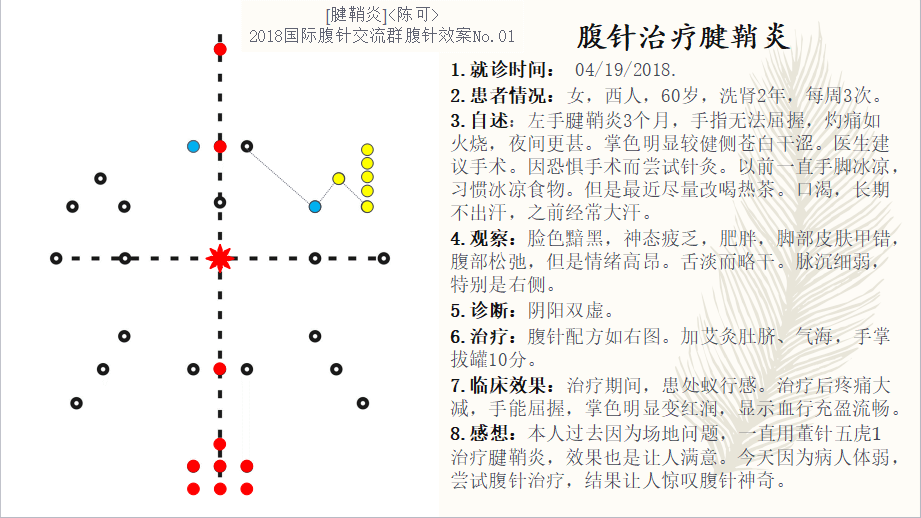 [腱鞘炎]<陈可>
2018国际腹针交流群腹针效案No.01
腹针治疗腱鞘炎
1.就诊时间： 04/19/2018.
2.患者情况：女，西人，60岁，洗肾2年，每周3次。
3.自述：左手腱鞘炎3个月，手指无法屈握，灼痛如
火烧，夜间更甚。掌色明显较健侧苍白干涩。医生建
议手术。因恐惧手术而尝试针灸。以前一直手脚冰凉，
习惯冰凉食物。但是最近尽量改喝热茶。口渴，长期
不出汗，之前经常大汗。
4.观察：脸色黯黑，神态疲乏，肥胖，脚部皮肤甲错，
腹部松弛，但是情绪高昂。舌淡而略干。脉沉细弱，
特别是右侧。
5.诊断：阴阳双虚。
6.治疗：腹针配方如右图。加艾灸肚脐、气海，手掌
拔罐10分。
7.临床效果：治疗期间，患处蚁行感。治疗后疼痛大
减，手能屈握，掌色明显变红润，显示血行充盈流畅。
8.感想：本人过去因为场地问题，一直用董针五虎1
治疗腱鞘炎，效果也是让人满意。今天因为病人体弱，
尝试腹针治疗，结果让人惊叹腹针神奇。